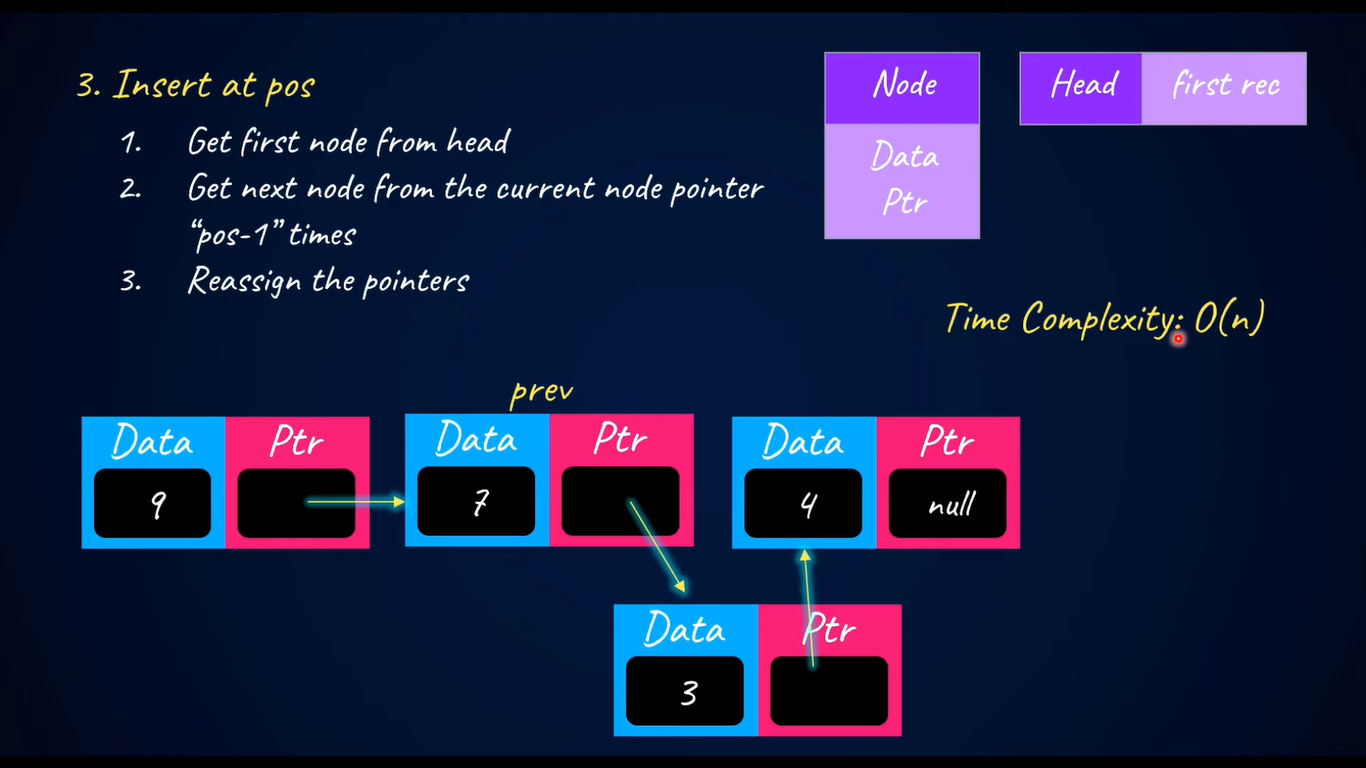 3. Insert at pos
1. Get first node from head
2. Get next node from the current node pointer
“pos-1” times
3. Reassign the pointers
Node
Data
Ptr
Head first rec
Time Complexity: O(n)
prev
Data Ptr Data Ptr Data Ptr
9 7 4 null
Data Ptr
3